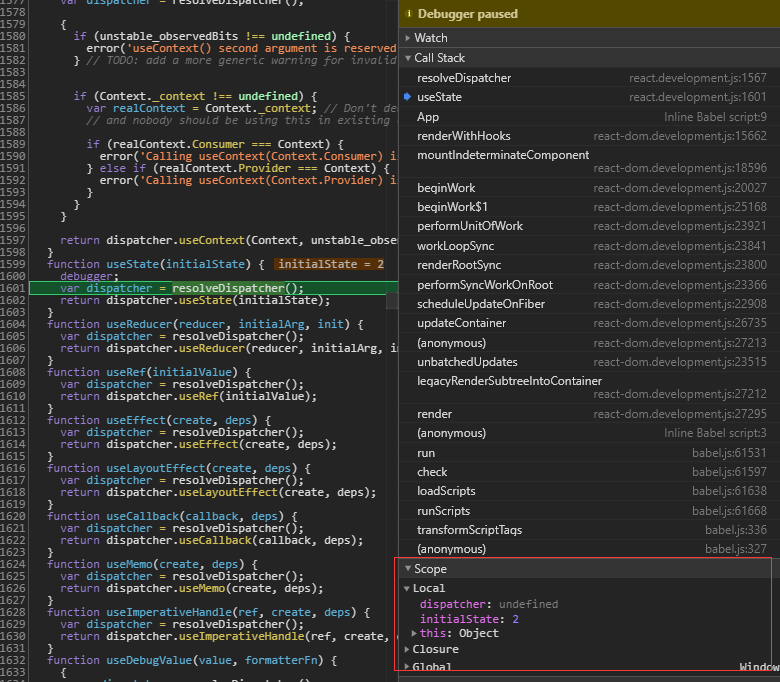 1577 var dispatcher = resolveDispatcher();
1578
1579 {
1580 if (unstable_observedBits !== undefined) {
1581 error('useContext() second argument is reserved
1582 } // TODO: add a more generic warning for invalid
1583
1584
1585 if (Context._context !== undefined) {
1586 var realContext = Context._context; // Don't de
1587 // and nobody should be using this in existing
1588
1589 if (realContext.Consumer === Context) {
1590 error('Calling useContext(Context.Consumer) i
1591 } else if (realContext.Provider === Context) {
1592 error('Calling useContext(Context.Provider) i
1593 }
1594 }
1595 }
1596
1597 return dispatcher.useContext(Context, unstable_obse
1598 }
1599 function useState(initialState) { initialState = 2
1600 debugger;
1601 var dispatcher = resolveDispatcher();
1602 return dispatcher.useState(initialState);
1603 }
1604 function useReducer(reducer, initialArg, init) {
1605 var dispatcher = resolveDispatcher();
1606 return dispatcher.useReducer(reducer, initialArg, i
1607 }
1608 function useRef(initialValue) {
1609 var dispatcher = resolveDispatcher();
1610 return dispatcher.useRef(initialValue);
1611 }
1612 function useEffect(create, deps) {
1613 var dispatcher = resolveDispatcher();
1614 return dispatcher.useEffect(create, deps);
1615 }
1616 function useLayoutEffect(create, deps) {
1617 var dispatcher = resolveDispatcher();
1618 return dispatcher.useLayoutEffect(create, deps);
1619 }
1620 function useCallback(callback, deps) {
1621 var dispatcher = resolveDispatcher();
1622 return dispatcher.useCallback(callback, deps);
1623 }
1624 function useMemo(create, deps) {
1625 var dispatcher = resolveDispatcher();
1626 return dispatcher.useMemo(create, deps);
1627 }
1628 function useImperativeHandle(ref, create, deps) {
1629 var dispatcher = resolveDispatcher();
1630 return dispatcher.useImperativeHandle(ref, create,
1631 }
1632 function useDebugValue(value, formatterFn) {
1633 {
Debugger paused
Watch
Call Stack
resolveDispatcher react.development.js:1567
useState react.development.js:1601
App Inline Babel script:9
renderWithHooks react-dom.development.js:15662
mountIndeterminateComponent
react-dom.development.js:18596
beginWork react-dom.development.js:20027
beginWork$1 react-dom.development.js:25168
performUnitOfWork react-dom.development.js:23921
workLoopSync react-dom.development.js:23841
renderRootSync react-dom.development.js:23800
performSyncWorkOnRoot react-dom.development.js:23366
scheduleUpdateOnFiber react-dom.development.js:22908
updateContainer react-dom.development.js:26735
(anonymous) react-dom.development.js:27213
unbatchedUpdates react-dom.development.js:23515
legacyRenderSubtreeIntoContainer
react-dom.development.js:27212
render react-dom.development.js:27295
(anonymous) Inline Babel script:3
run babel.js:61531
check babel.js:61597
loadScripts babel.js:61638
runScripts babel.js:61668
transformScriptTags babel.js:336
(anonymous) babel.js:327
Scope
Local
dispatcher: undefined
initialState: 2
this: Object
Closure
Global Window